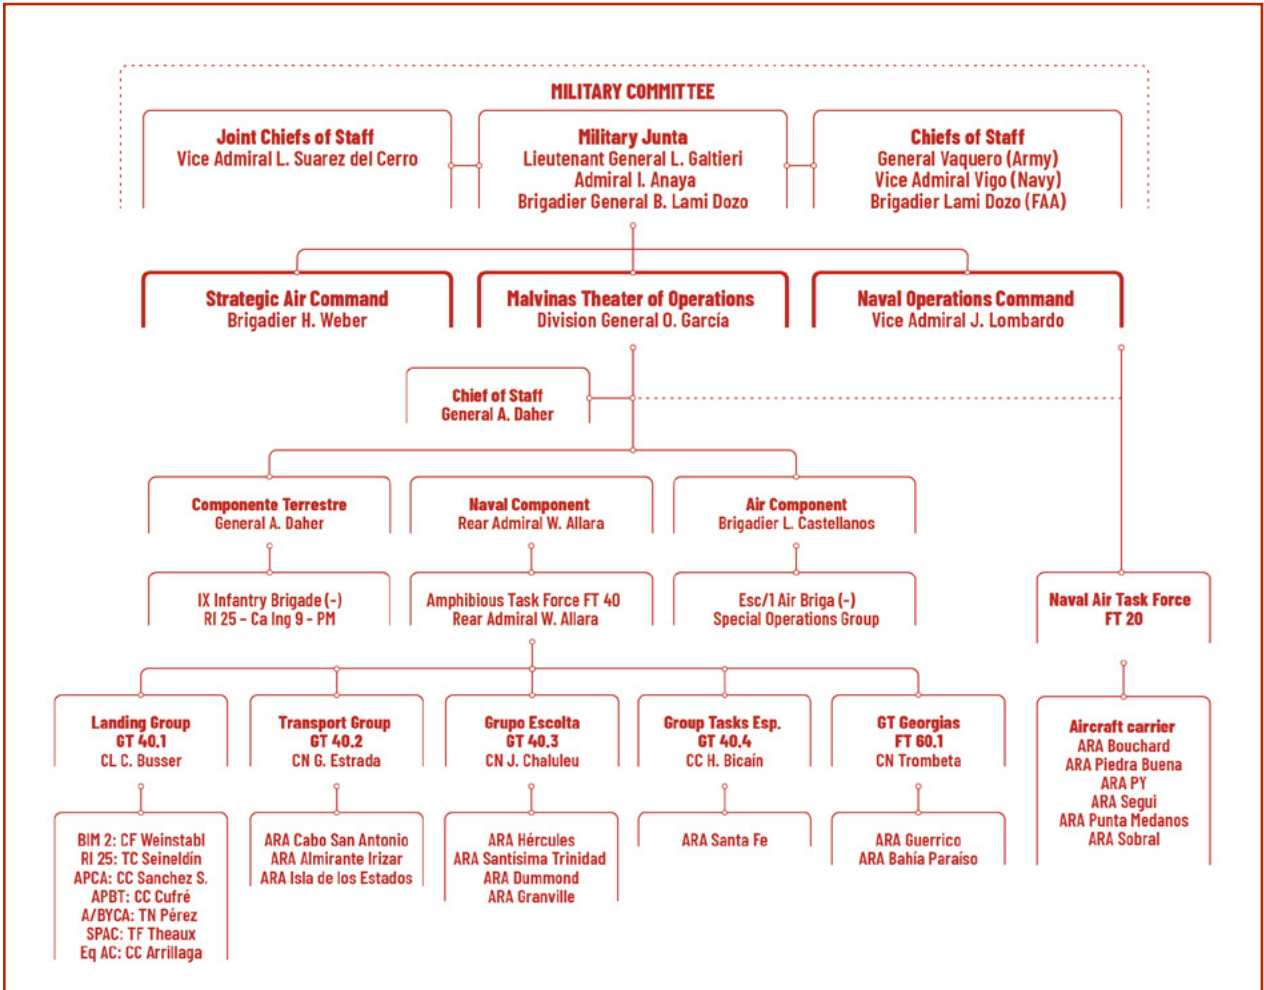 MILITARY COMMITTEE
Joint Chiefs of Staff
Vice Admiral L. Suarez del Cerro
Military Junta
Lieutenant General L. Galtieri
Admiral I. Anaya
Brigadier General B. Lami Dozo
Chiefs of Staff
General Vaquero (Army)
Vice Admiral Vigo (Navy)
Brigadier Lami Dozo (FAA)
Strategic Air Command
Brigadier H. Weber
Malvinas Theater of Operations
Division General O. García
Naval Operations Command
Vice Admiral J. Lombardo
Chief of Staff
General A. Daher
Componente Terrestre
General A. Daher
Naval Component
Rear Admiral W. Allara
Air Component
Brigadier L. Castellanos
IX Infantry Brigade (-)
RI 25 - Ca Ing 9 - PM
Amphibious Task Force FT 40
Rear Admiral W. Allara
Esc/1 Air Briga (-)
Special Operations Group
Naval Air Task Force
FT 20
Landing Group
GT 40.1
CL C. Busser
Transport Group
GT 40.2
CN G. Estrada
Grupo Escolta
GT 40.3
CN J. Chaluleu
Group Tasks Esp.
GT 40.4
CC H. Bicaín
GT Georgias
FT 60.1
CN Trombeta
Aircraft carrier
ARA Bouchard
ARA Piedra Buena
ARA PY
ARA Segui
ARA Punta Medanos
ARA Sobral
BIM 2: CF Weinstabl
RI 25: TC Seineldín
APCA: CC Sanchez S.
APBT: CC Cufré
A/BYCA: TN Pérez
SPAC: TF Theaux
Eq AC: CC Arrillaga
ARA Cabo San Antonio
ARA Almirante Irizar
ARA Isla de los Estados
ARA Hércules
ARA Santísima Trinidad
ARA Dummond
ARA Granville
ARA Santa Fe
ARA Guerrico
ARA Bahía Paraíso